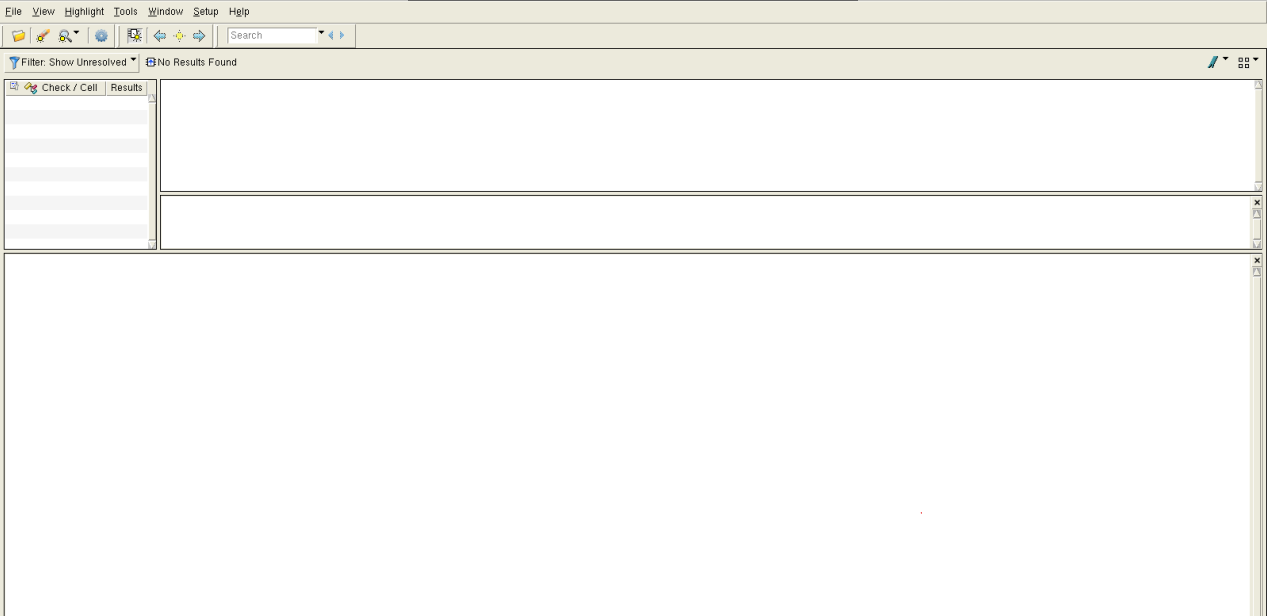 File View Highlight Tools Window Setup Help
Search
Filter: Show Unresolved No Results Found
Check / Cell Results